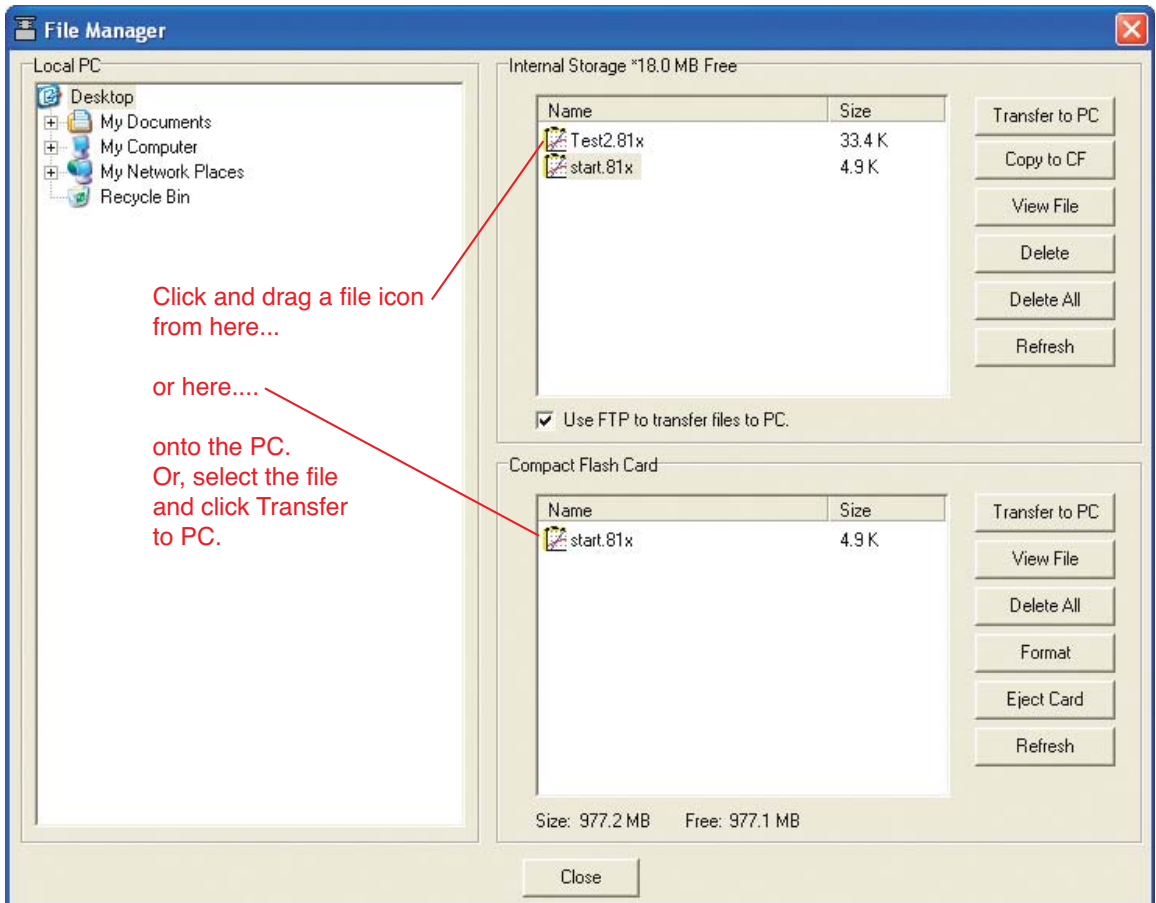 File Manager
Local PC
Desktop
My Documents
My Computer
My Network Places
Recycle Bin
Click and drag a file icon
from here...
or here....
onto the PC.
Or, select the file
and click Transfer
to PC.
Internal Storage *18.0 MB Free
Name Size
Test2.81x 33.4 K
start.81x 4.9 K
Transfer to PC
Copy to CF
View File
Delete
Delete All
Refresh
Use FTP to transfer files to PC.
Compact Flash Card
Name Size
start.81x 4.9 K
Transfer to PC
View File
Delete All
Format
Eject Card
Refresh
Size: 977.2 MB Free: 977.1 MB
Close